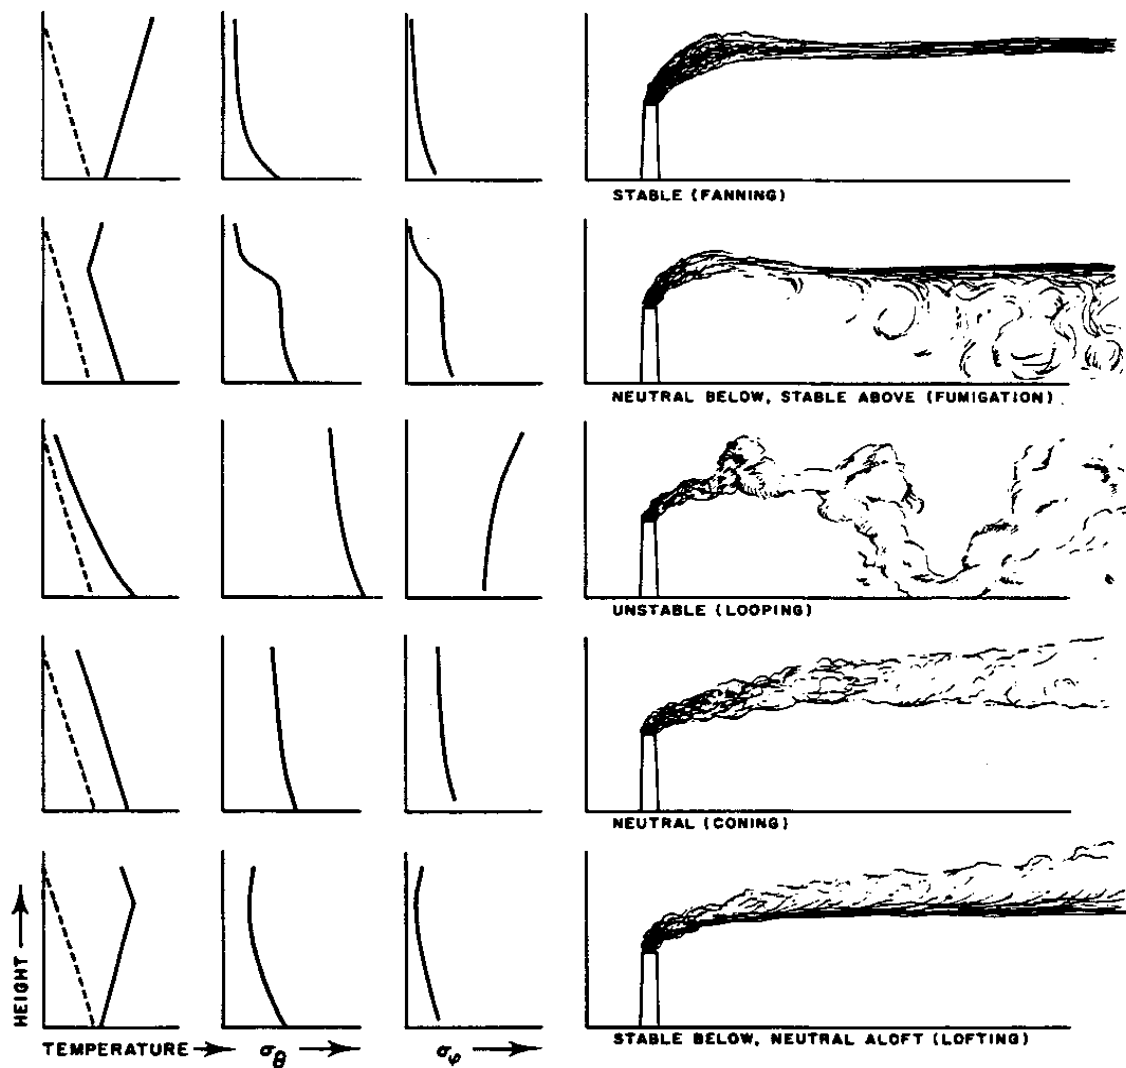 STABLE (FANNING)
NEUTRAL BELOW, STABLE ABOVE (FUMIGATION)
UNSTABLE (LOOPING)
NEUTRAL (CONING)
HEIGHT
STABLE BELOW, NEUTRAL ALOFT (LOFTING)
TEMPERATURE σθ σφ